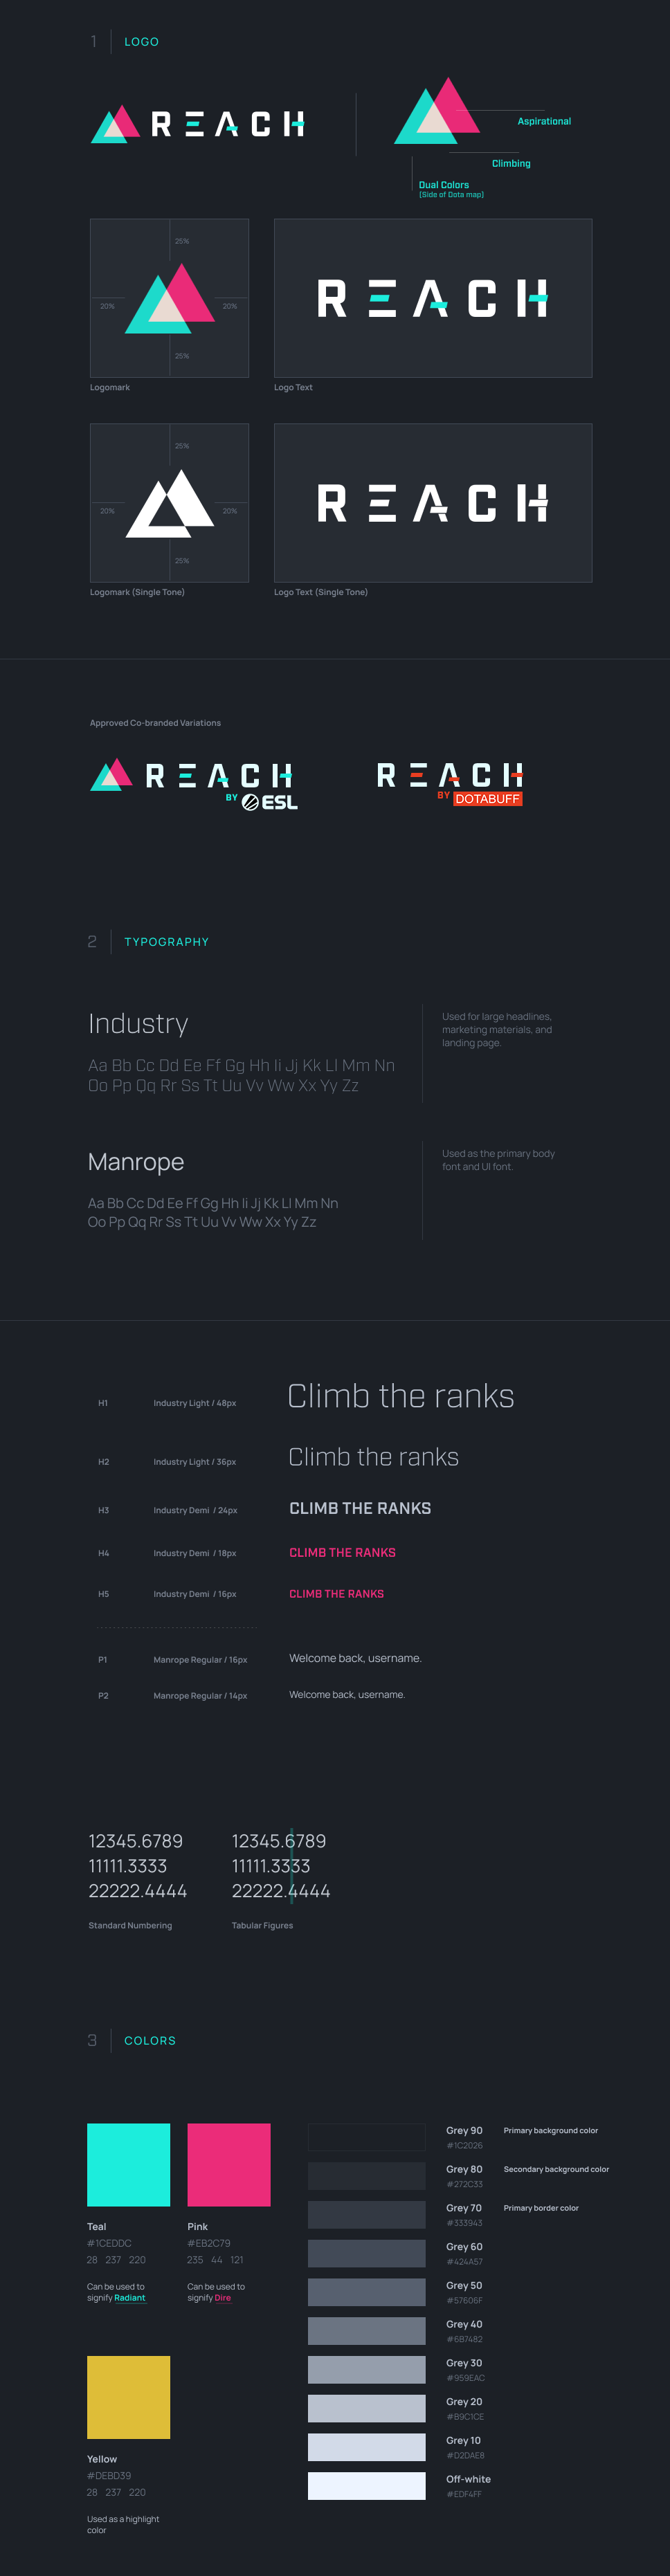 1 LOGO
REACH
Aspirational
Climbing
Dual Colors
(Side of Dota map)
25%
20% 20%
25%
REACH
Logomark
Logo Text
25%
20% 20%
25%
REACH
Logomark (Single Tone)
Logo Text (Single Tone)
Approved Co-branded Variations
REACH
BY ESL
REACH
BY DOTABUFF
2 TYPOGRAPHY
Industry
Aa Bb Cc Dd Ee Ff Gg Hh Ii Jj Kk Ll Mm Nn
Oo Pp Qq Rr Ss Tt Uu Vv Ww Xx Yy Zz
Used for large headlines,
marketing materials, and
landing page.
Manrope
Aa Bb Cc Dd Ee Ff Gg Hh Ii Jj Kk Ll Mm Nn
Oo Pp Qq Rr Ss Tt Uu Vv Ww Xx Yy Zz
Used as the primary body
font and UI font.
H1 Industry Light / 48px Climb the ranks
H2 Industry Light / 36px Climb the ranks
H3 Industry Demi / 24px CLIMB THE RANKS
H4 Industry Demi / 18px CLIMB THE RANKS
H5 Industry Demi / 16px CLIMB THE RANKS
P1 Manrope Regular / 16px Welcome back, username.
P2 Manrope Regular / 14px Welcome back, username.
12345.6789
11111.3333
22222.4444
Standard Numbering
12345.6789
11111.3333
22222.4444
Tabular Figures
3 COLORS
Teal
#1CEDDC
28 237 220
Can be used to
signify Radiant
Pink
#EB2C79
235 44 121
Can be used to
signify Dire
Yellow
#DEBD39
28 237 220
Used as a highlight
color
Grey 90 Primary background color
#1C2026
Grey 80 Secondary background color
#272C33
Grey 70 Primary border color
#333943
Grey 60
#424A57
Grey 50
#57606F
Grey 40
#6B7482
Grey 30
#959EAC
Grey 20
#B9C1CE
Grey 10
#D2DAE8
Off-white
#EDF4FF